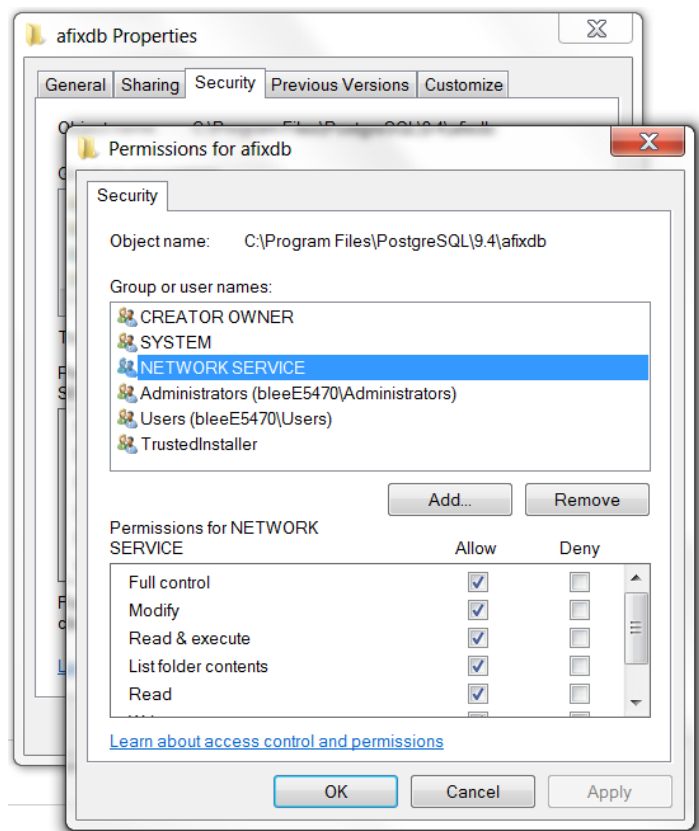 afixdb Properties
General Sharing Security Previous Versions Customize
Permissions for afixdb
Security
Object name: C:\Program Files\PostgreSQL\9.4\afixdb
Group or user names:
CREATOR OWNER
SYSTEM
NETWORK SERVICE
Administrators (bleeE5470\Administrators)
Users (bleeE5470\Users)
TrustedInstaller
Add... Remove
Permissions for NETWORK
SERVICE Allow Deny
Full control
Modify
Read & execute
List folder contents
Read
Learn about access control and permissions
OK Cancel Apply